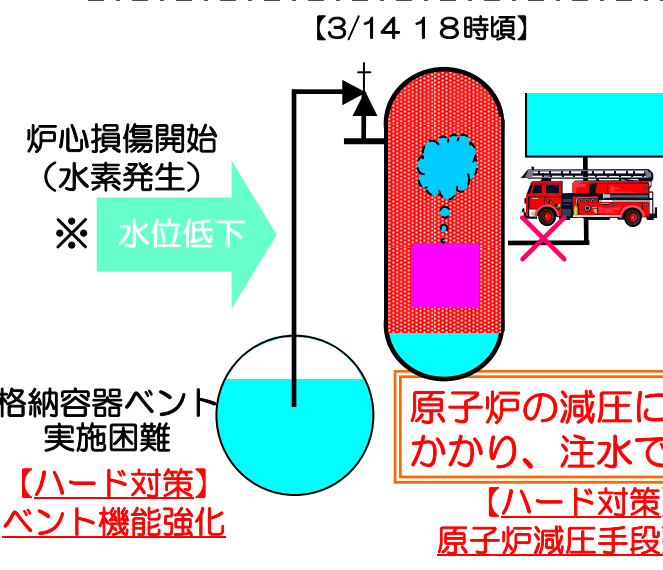 【3/14 １８時頃】
炉心損傷開始
（水素発生）
※ 水位低下
格納容器ベント
実施困難
【ハード対策】
ベント機能強化
原子炉の減圧に
かかり、注水で
【ハード対策
原子炉減圧手段